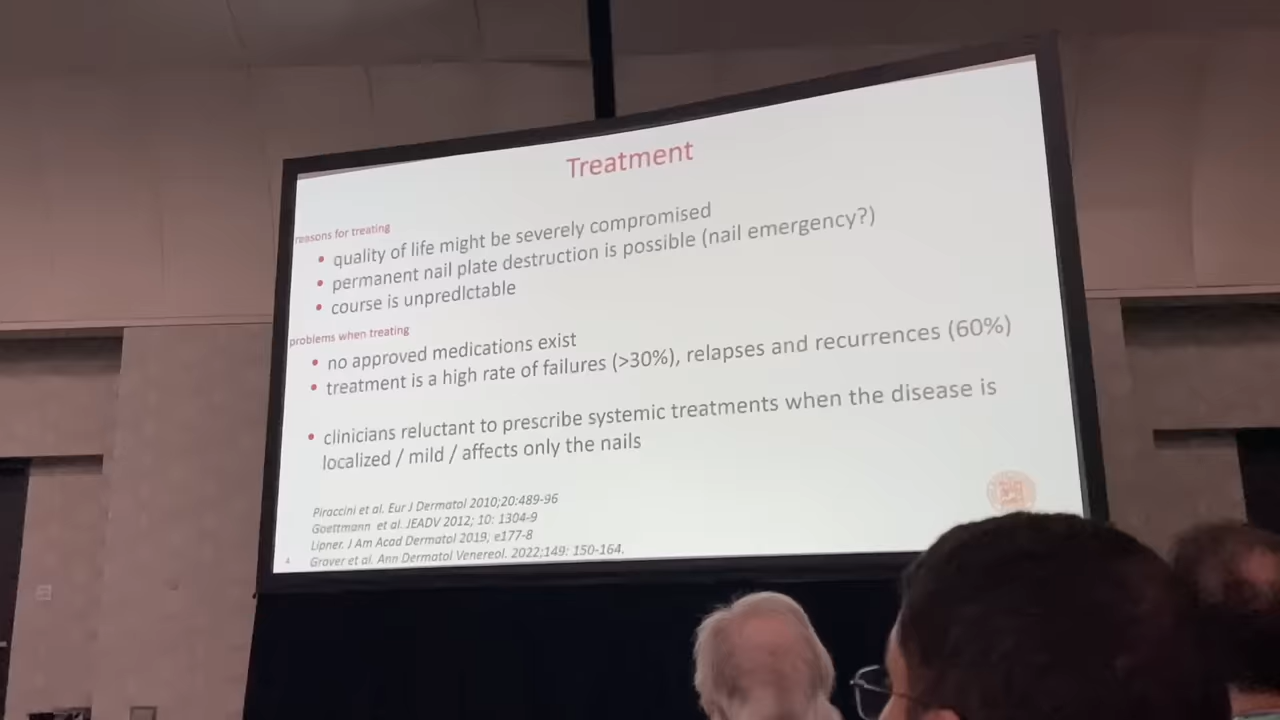 Treatment
reasons for treating
• quality of life might be severely compromised
• permanent nail plate destruction is possible (nail emergency?)
• course is unpredIctable
problems when treating
• no approved medications exist
• treatment is a high rate of failures (>30%), relapses and recurrences (60%)
• clinicians reluctant to prescribe systemic treatments when the disease is
localized / mild / affects only the nails
Piraccini et al. Eur J Dermatol 2010;20:489-96
Goettmann et al. JEADV 2012; 10: 1304-9
Lipner. J Am Acad Dermatol 2019, e177-8
Grover et al. Ann Dermatol Venereol. 2022;149: 150-164.
4